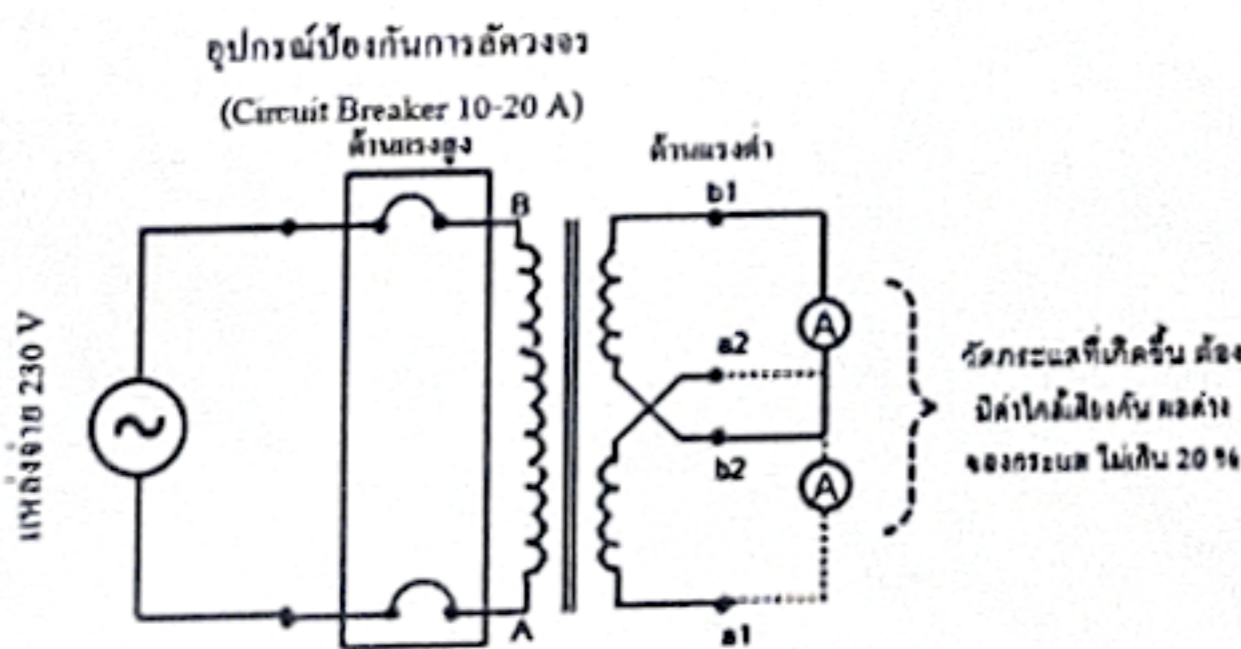 อุปกรณ์ป้องกันการลัดวงจร
(Circuit Breaker 10-20 A)
ด้านแรงสูง
ด้านแรงต่ำ
b1
B
A
a2
แหล่งจ่าย 230 V
วัดกระแสที่เกิดขึ้น ต้อง
มีค่าใกล้เคียงกัน ผลต่าง
ของกระแส ไม่เกิน 20 %
b2
A
A
a1